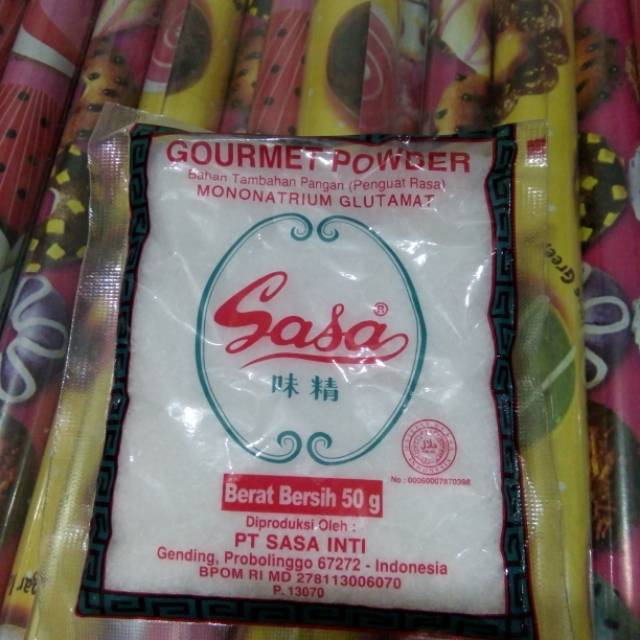 GOURMET POWDER
Bahan Tambahan Pangan (Penguat Rasa)
MONONATRIUM GLUTAMAT
Sasa®
味精
No : 00060007870398
Berat Bersih 50 g
Diproduksi Oleh :
PT SASA INTI
Gending, Probolinggo 67272 - Indonesia
BPOM RI MD 278113006070
P. 13070